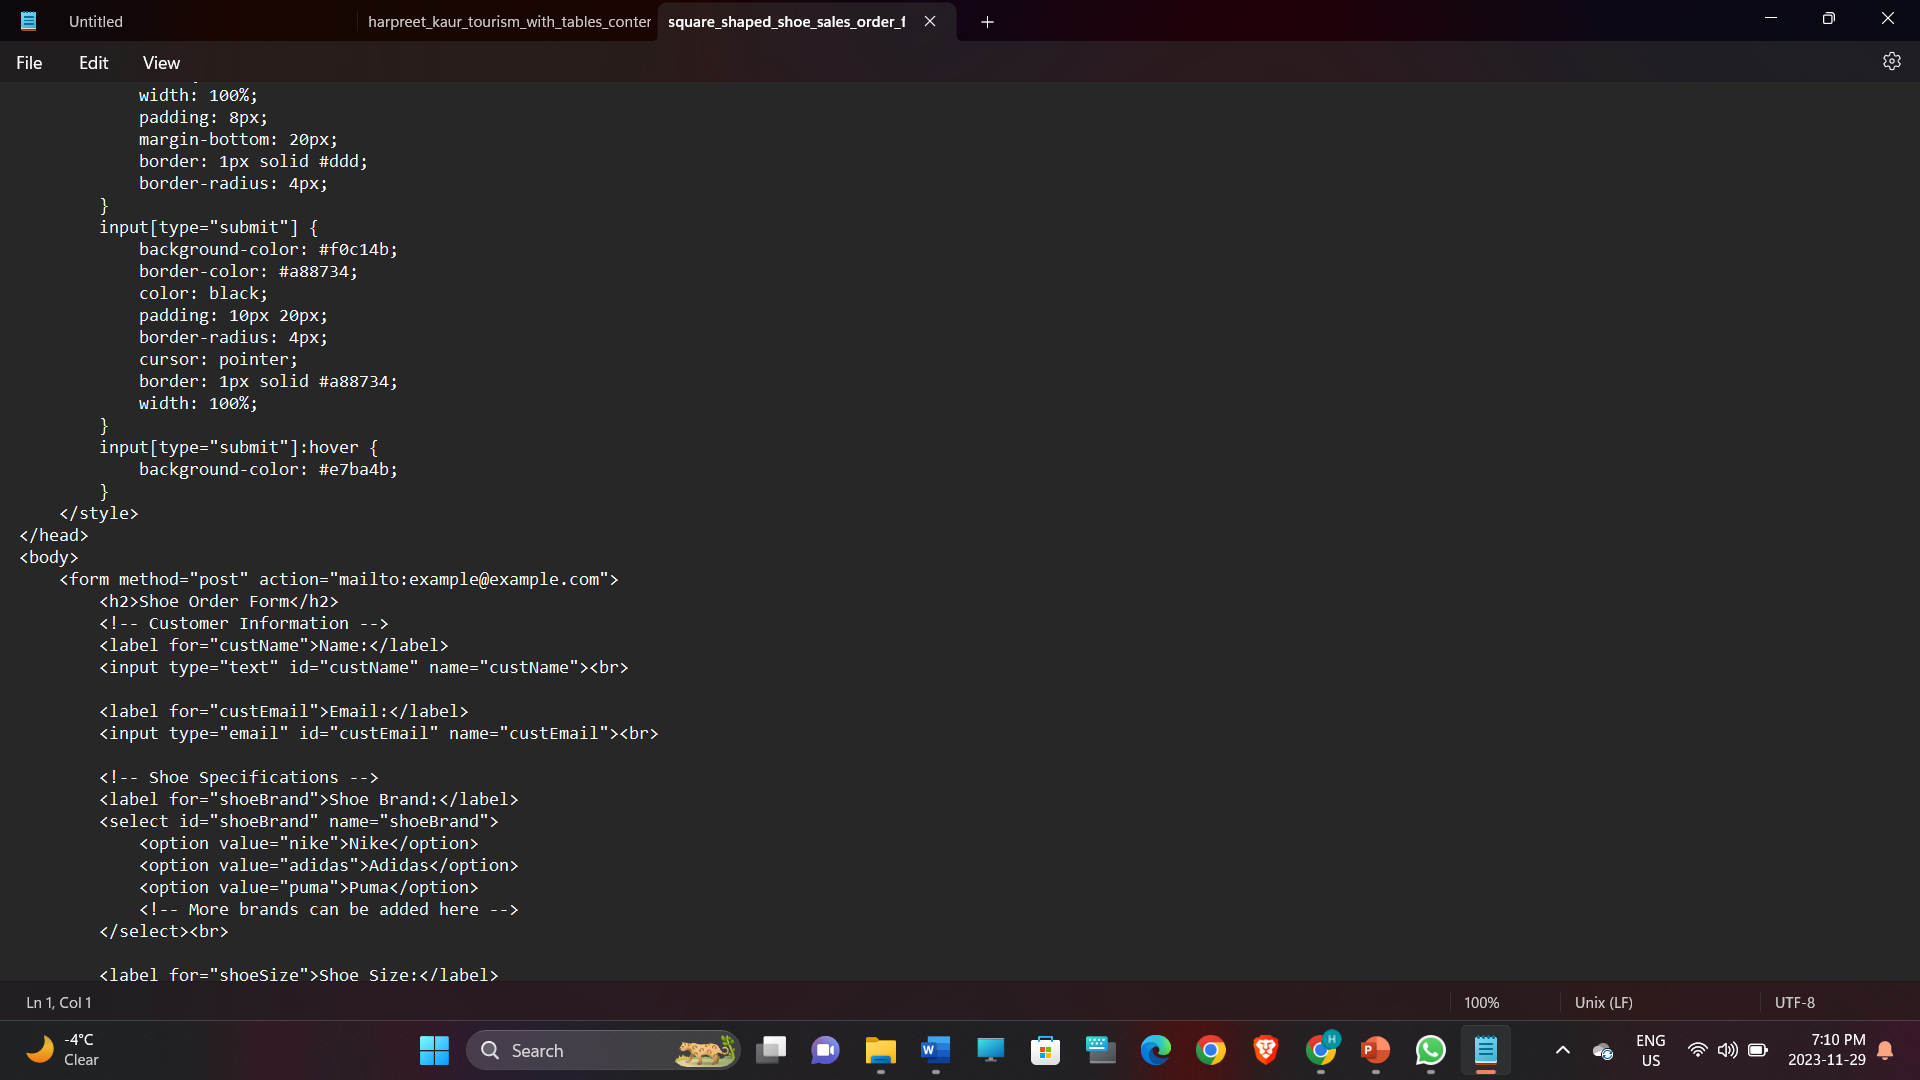 Untitled
harpreet_kaur_tourism_with_tables_conter
square_shaped_shoe_sales_order_f
File Edit View
width: 100%;
padding: 8px;
margin-bottom: 20px;
border: 1px solid #ddd;
border-radius: 4px;
}
input[type="submit"] {
background-color: #f0c14b;
border-color: #a88734;
color: black;
padding: 10px 20px;
border-radius: 4px;
cursor: pointer;
border: 1px solid #a88734;
width: 100%;
}
input[type="submit"]:hover {
background-color: #e7ba4b;
}
</style>
</head>
<body>
<form method="post" action="mailto:example@example.com">
<h2>Shoe Order Form</h2>
<!-- Customer Information -->
<label for="custName">Name:</label>
<input type="text" id="custName" name="custName"><br>
<label for="custEmail">Email:</label>
<input type="email" id="custEmail" name="custEmail"><br>
<!-- Shoe Specifications -->
<label for="shoeBrand">Shoe Brand:</label>
<select id="shoeBrand" name="shoeBrand">
<option value="nike">Nike</option>
<option value="adidas">Adidas</option>
<option value="puma">Puma</option>
<!-- More brands can be added here -->
</select><br>
<label for="shoeSize">Shoe Size:</label>
Ln 1, Col 1
100%
Unix (LF)
UTF-8
-4°C
Clear
Search
W
H
P
ENG
US
7:10 PM
2023-11-29